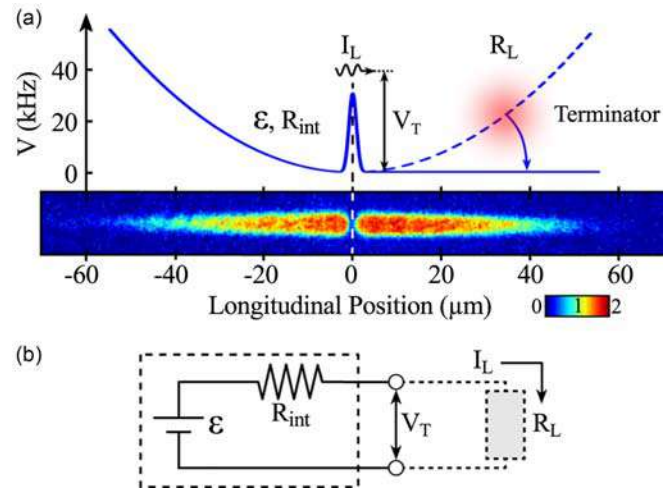 (a)
I_L
R_L
V (kHz)
40
20
0
ε, R_int
V_T
Terminator
-60
-40
-20
0
20
40
60
Longitudinal Position (μm)
0 1 2
(b)
ε
R_int
V_T
I_L
R_L